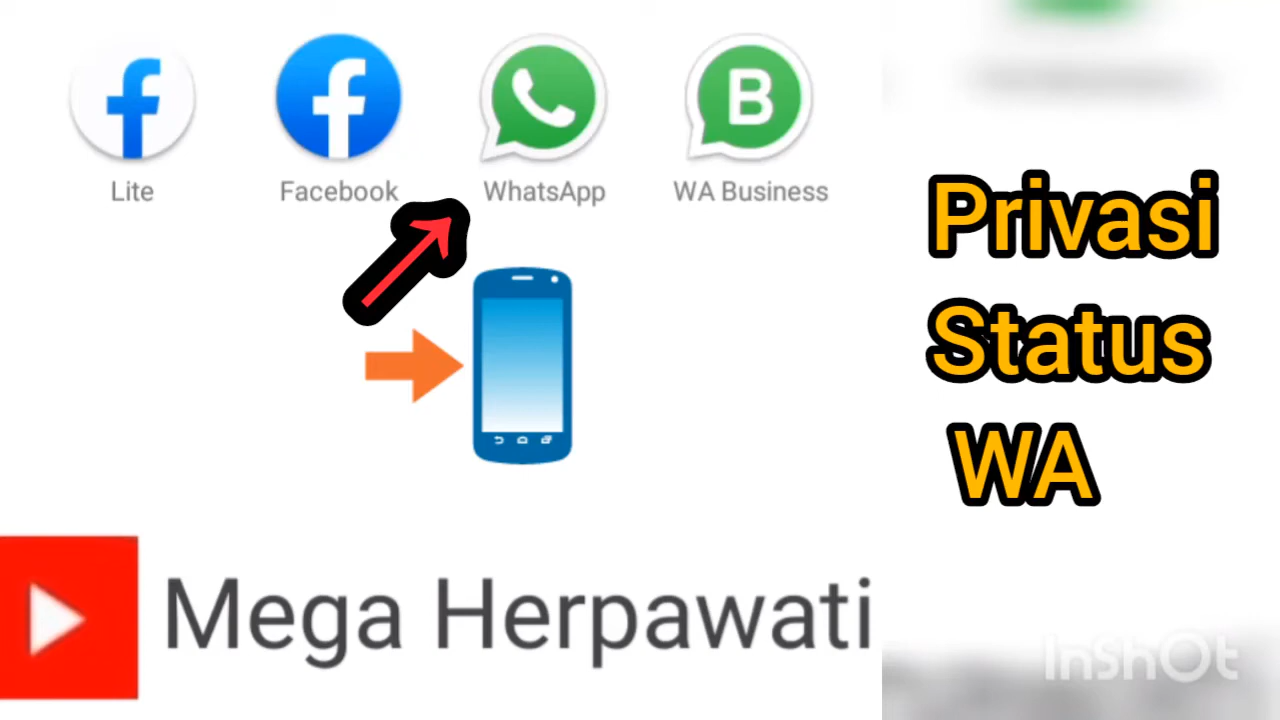 Lite
Facebook
WhatsApp
WA Business
B
Privasi
Status
WA
Mega Herpawati
InShOt